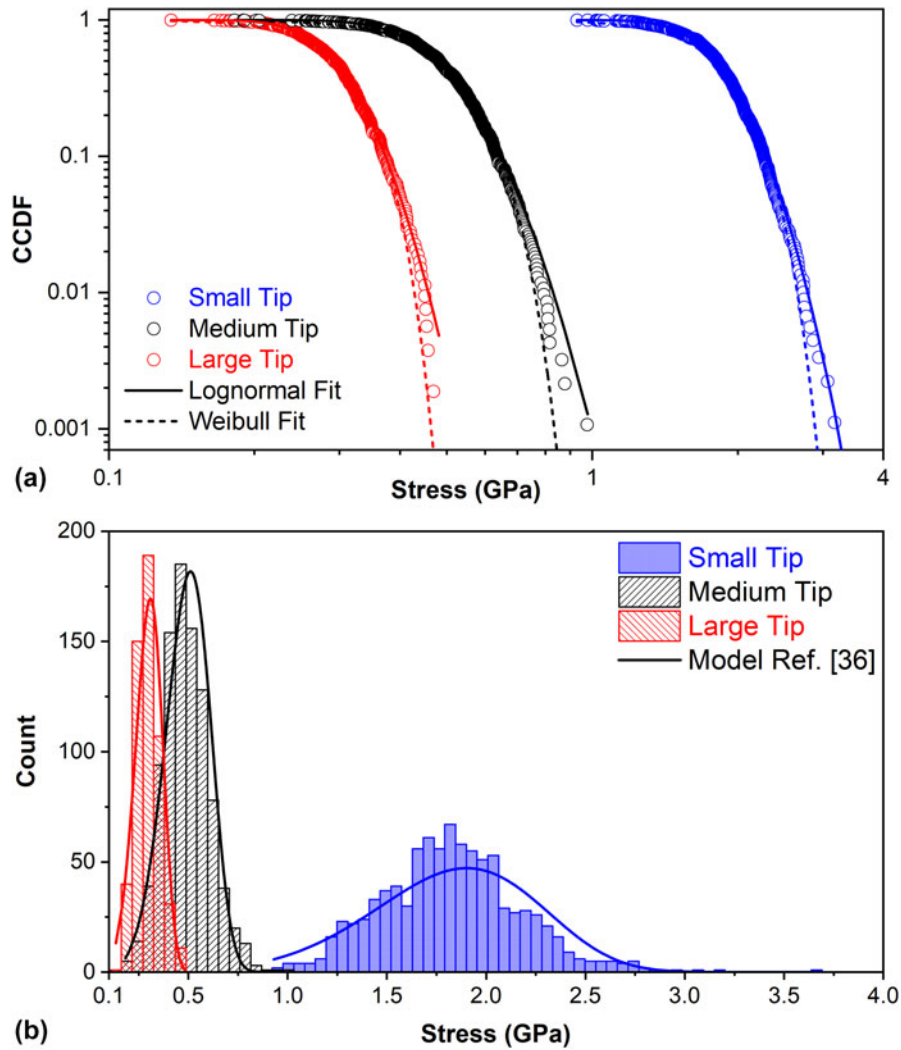 1
0.1
0.01
0.001
CCDF
Small Tip
Medium Tip
Large Tip
Lognormal Fit
Weibull Fit
0.1
1
4
(a)
Stress (GPa)
200
150
100
50
0
Count
Small Tip
Medium Tip
Large Tip
Model Ref. [36]
0.1
0.5
1.0
1.5
2.0
2.5
3.0
3.5
4.0
(b)
Stress (GPa)